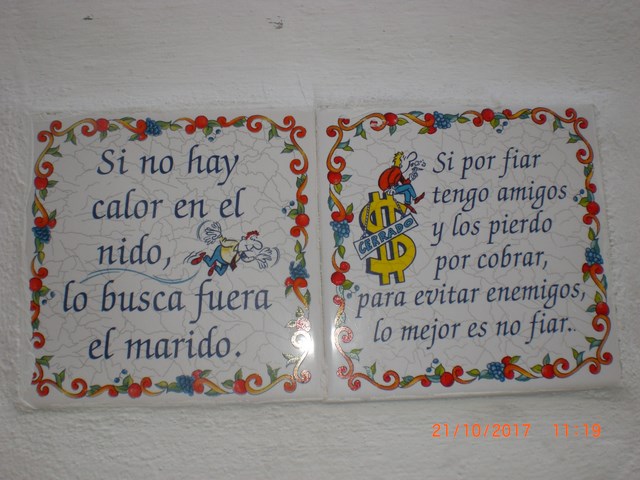 Si no hay
calor en el
nido,
lo busca fuera
el marido.
Si por fiar
tengo amigos
y los pierdo
por cobrar,
para evitar enemigos,
lo mejor es no fiar..
CERRADO
21/10/2017 11:19